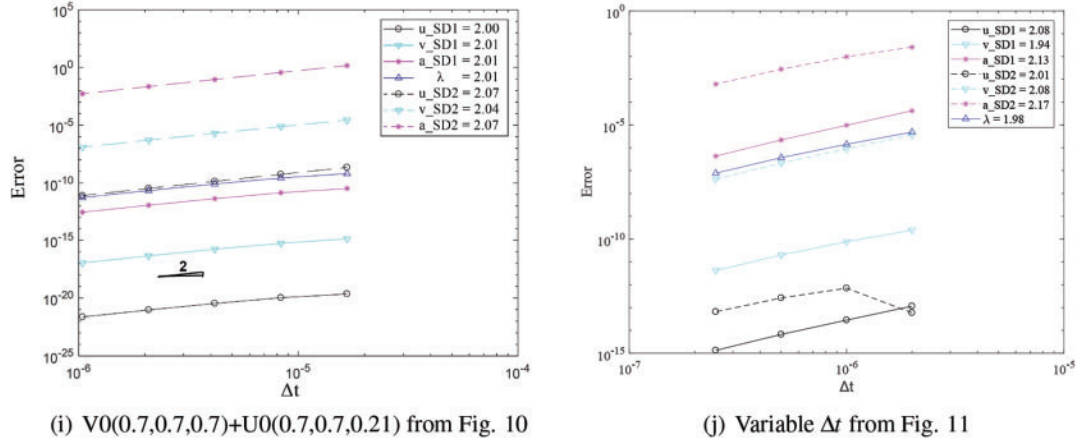 10^5
10^0
10^-5
10^-10
10^-15
10^-20
10^-25
Error
u_SD1 = 2.00
v_SD1 = 2.01
a_SD1 = 2.01
λ = 2.01
u_SD2 = 2.07
v_SD2 = 2.04
a_SD2 = 2.07
2
10^-6
10^-5
10^-4
Δt
(i) V0(0.7,0.7,0.7)+U0(0.7,0.7,0.21) from Fig. 10
10^0
10^-5
10^-10
10^-15
Error
u_SD1 = 2.08
v_SD1 = 1.94
a_SD1 = 2.13
u_SD2 = 2.01
v_SD2 = 2.08
a_SD2 = 2.17
λ = 1.98
10^-7
10^-6
10^-5
Δt
(j) Variable Δt from Fig. 11